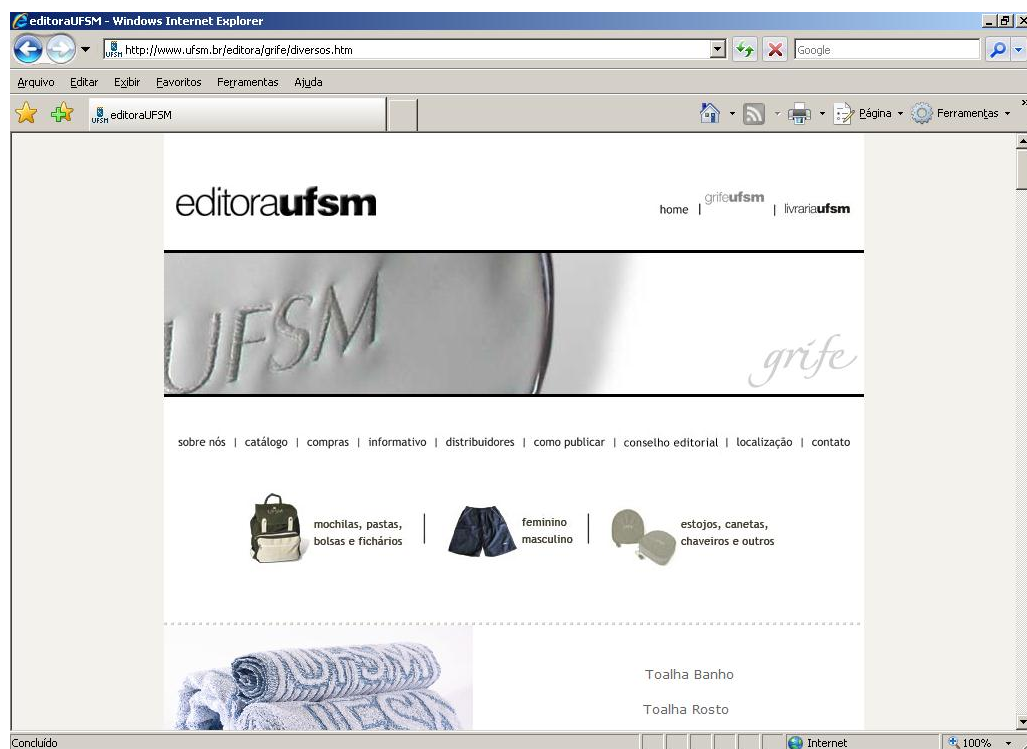 editoraUFSM - Windows Internet Explorer
http://www.ufsm.br/editora/grife/diversos.htm
Google
Arquivo Editar Exibir Favoritos Ferramentas Ajuda
editoraUFSM
Página
Ferramentas
editoraufsm
home | grifeufsm | livrariaufsm
UFSM
grife
sobre nós | catálogo | compras | informativo | distribuidores | como publicar | conselho editorial | localização | contato
mochilas, pastas,
bolsas e fichários
feminino
masculino
estojos, canetas,
chaveiros e outros
UFSM
UFSM
Toalha Banho
Toalha Rosto
Concluído
Internet
100%